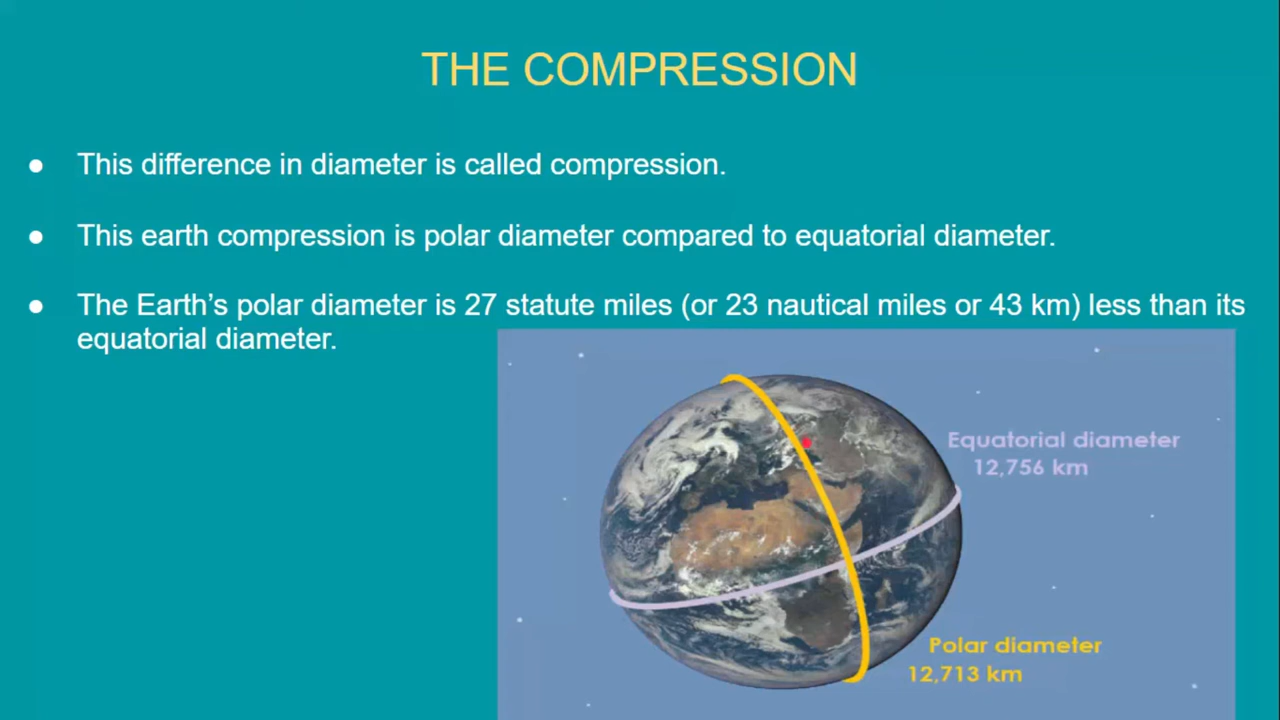 THE COMPRESSION
● This difference in diameter is called compression.
● This earth compression is polar diameter compared to equatorial diameter.
● The Earth’s polar diameter is 27 statute miles (or 23 nautical miles or 43 km) less than its
equatorial diameter.
Equatorial diameter
12,756 km
Polar diameter
12,713 km